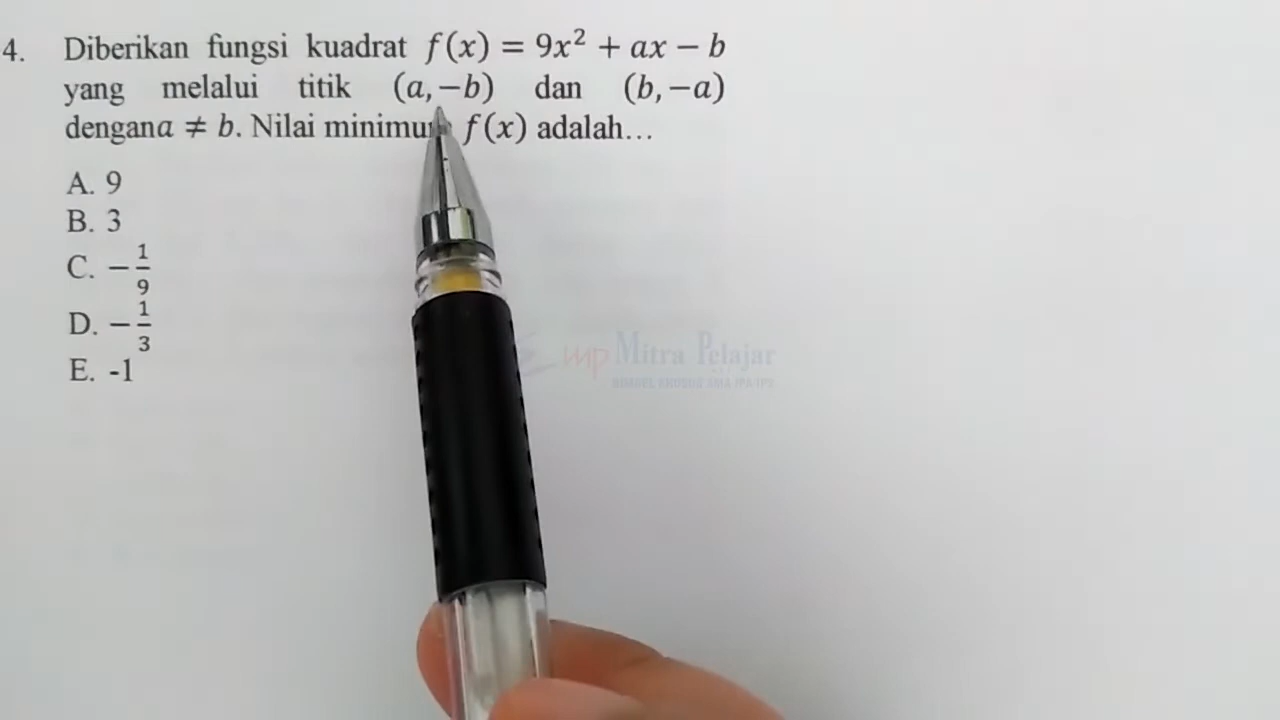 4. Diberikan fungsi kuadrat f(x) = 9x² + ax − b
yang melalui titik (a, −b) dan (b, −a)
dengana ≠ b. Nilai minimu f(x) adalah...
A. 9
B. 3
C. −1/9
D. −1/3
E. -1
Mitra Pelajar